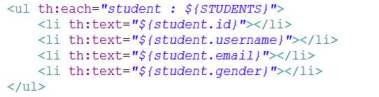 <ul th:each="student : ${STUDENTS}">
    <li th:text="${student.id}"></li>
    <li th:text="${student.username}"></li>
    <li th:text="${student.email}"></li>
    <li th:text="${student.gender}"></li>
</ul>